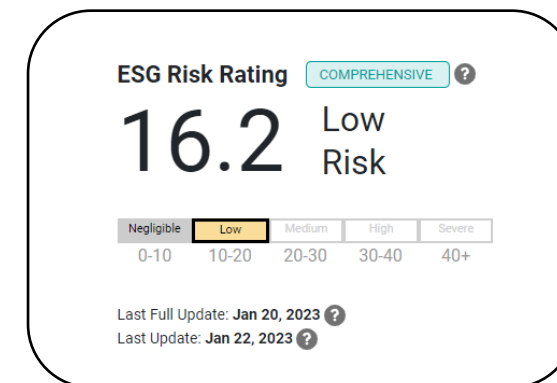 ESG Risk Rating COMPREHENSIVE ?
16.2 Low Risk
Negligible Low Medium High Severe
0-10 10-20 20-30 30-40 40+
Last Full Update: Jan 20, 2023 ?
Last Update: Jan 22, 2023 ?